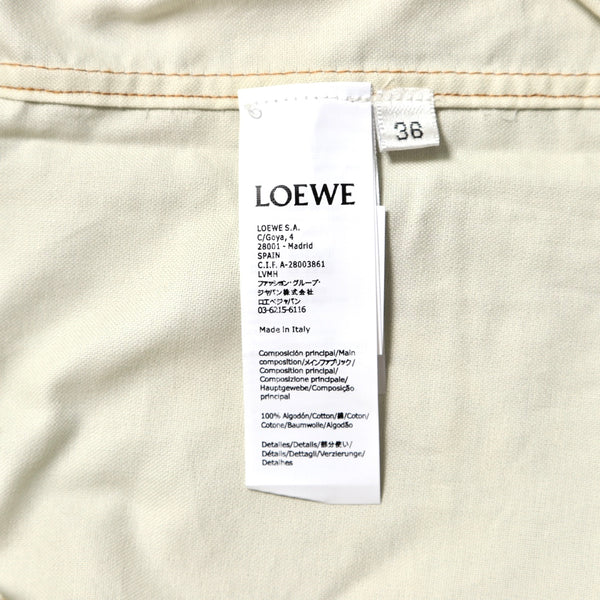 36
LOEWE
LOEWE S.A.
C/Goya, 4
28001 - Madrid
SPAIN
C.I.F. A-28003861
LVMH
ファッション・グループ・
ジャパン株式会社
ロエベジャパン
03-6215-6116
Made in Italy
Composición principal/Main
composition/メインファブリック/
Composition principal/
Composizione principale/
Hauptgewebe/Composição
principal
100% Algodón/Cotton/綿/Coton/
Cotone/Baumwolle/Algodão
Detalles/Details/部分使い/
Détails/Dettagli/Verzierunge/
Detalhes